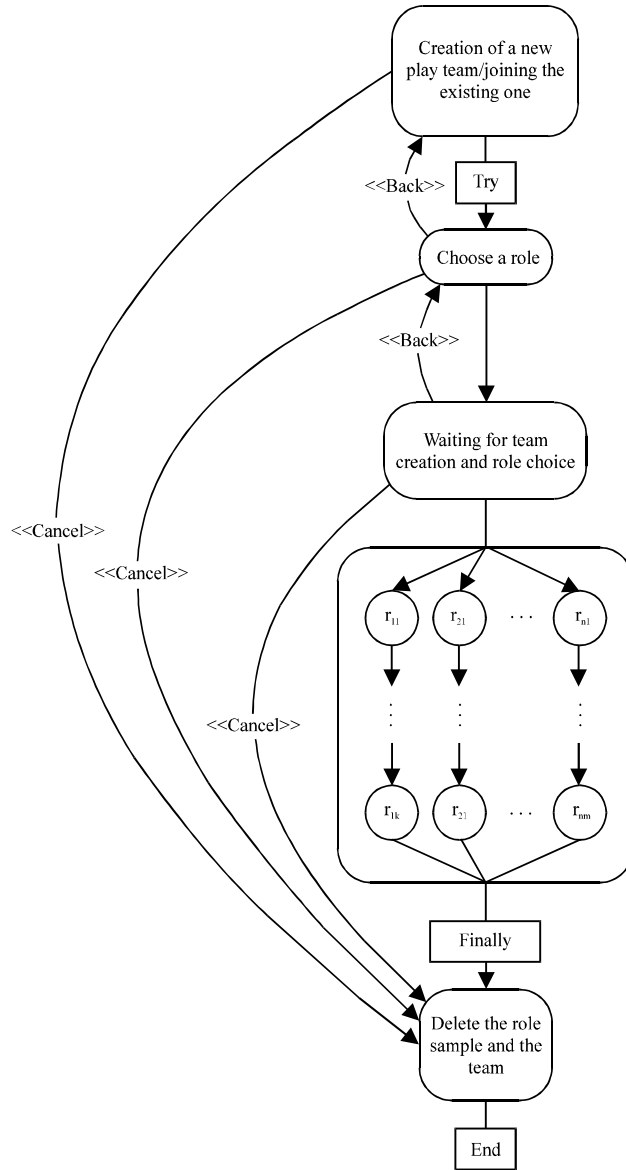 Creation of a new
play team/joining the
existing one
<<Back>>
Try
Choose a role
<<Back>>
Waiting for team
creation and role choice
<<Cancel>>
<<Cancel>>
<<Cancel>>
r₁₁ r₂₁ . . . rₙ₁
r₁ₖ r₂₁ . . . rₙₘ
Finally
Delete the role
sample and the
team
End